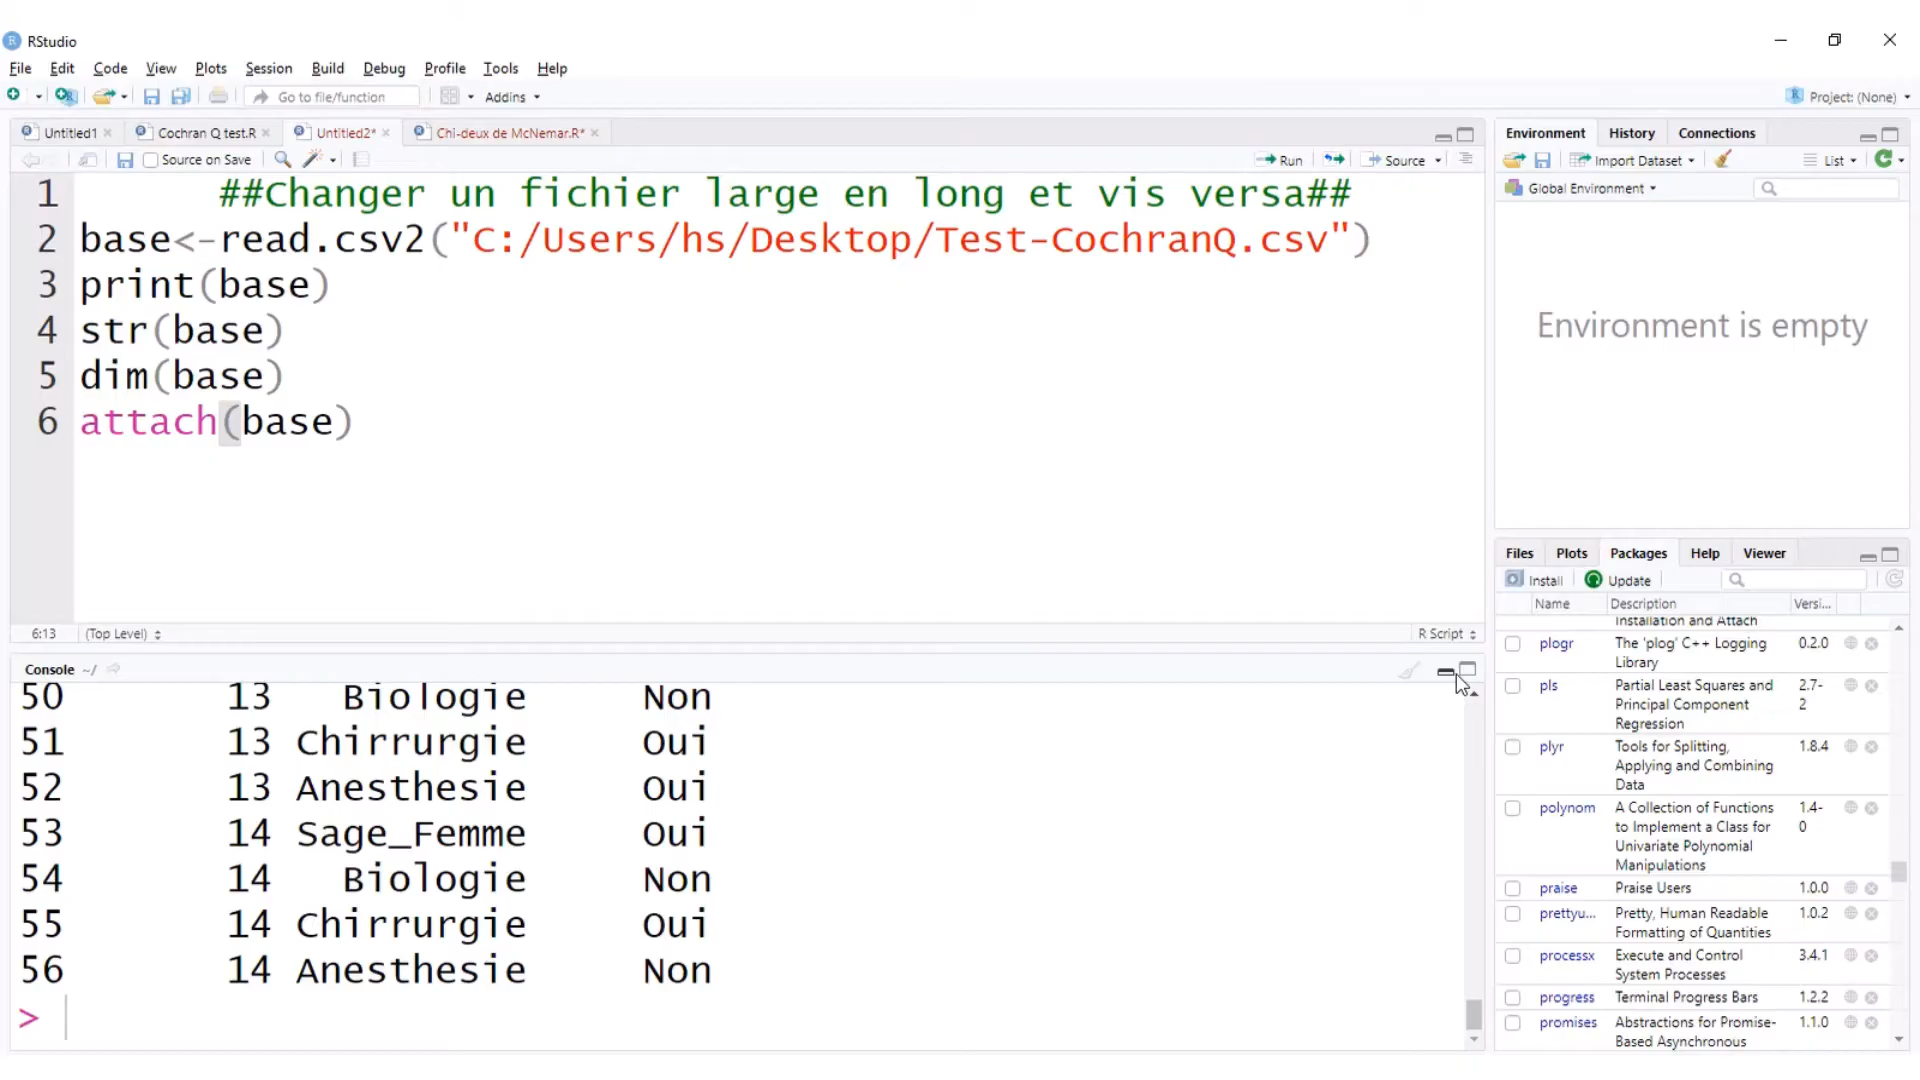 RStudio
File Edit Code View Plots Session Build Debug Profile Tools Help
Go to file/function Addins Project: (None)
Untitled1 Cochran Q test.R Untitled2* Chi-deux de McNemar.R*
Source on Save Run Source
1 ##Changer un fichier large en long et vis versa##
2 base<-read.csv2("C:/Users/hs/Desktop/Test-CochranQ.csv")
3 print(base)
4 str(base)
5 dim(base)
6 attach(base)
6:13 (Top Level) R Script
Console ~/
50 13 Biologie Non
51 13 Chirrurgie Oui
52 13 Anesthesie Oui
53 14 Sage_Femme Oui
54 14 Biologie Non
55 14 Chirrurgie Oui
56 14 Anesthesie Non
>
Environment History Connections
Import Dataset List
Global Environment
Environment is empty
Files Plots Packages Help Viewer
Install Update
Name Description Versi...
Installation and Attach
plogr The 'plog' C++ Logging 0.2.0
Library
pls Partial Least Squares and 2.7-
Principal Component 2
Regression
plyr Tools for Splitting, 1.8.4
Applying and Combining
Data
polynom A Collection of Functions 1.4-
to Implement a Class for 0
Univariate Polynomial
Manipulations
praise Praise Users 1.0.0
prettyu... Pretty, Human Readable 1.0.2
Formatting of Quantities
processx Execute and Control 3.4.1
System Processes
progress Terminal Progress Bars 1.2.2
promises Abstractions for Promise- 1.1.0
Based Asynchronous